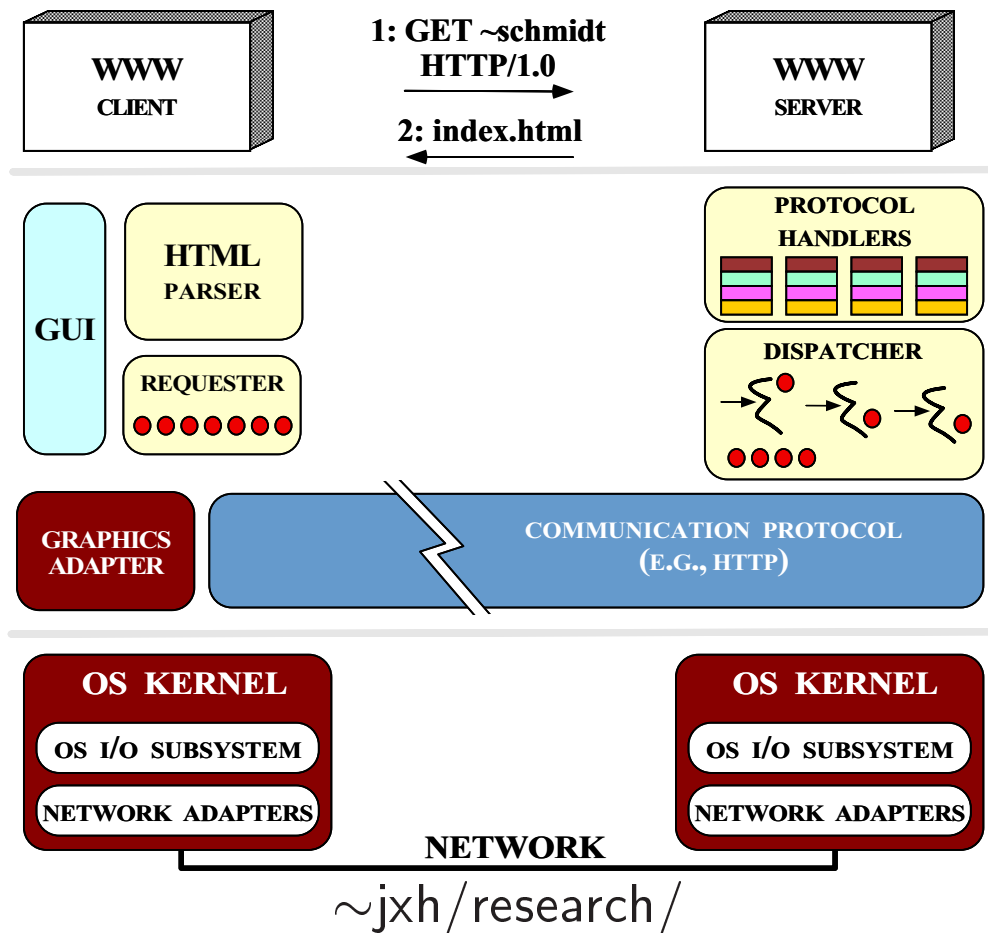 WWW
CLIENT
1: GET ~schmidt
HTTP/1.0
2: index.html
WWW
SERVER
GUI
HTML
PARSER
REQUESTER
PROTOCOL
HANDLERS
DISPATCHER
GRAPHICS
ADAPTER
COMMUNICATION PROTOCOL
(E.G., HTTP)
OS KERNEL
OS I/O SUBSYSTEM
NETWORK ADAPTERS
OS KERNEL
OS I/O SUBSYSTEM
NETWORK ADAPTERS
NETWORK
∼jxh/research/